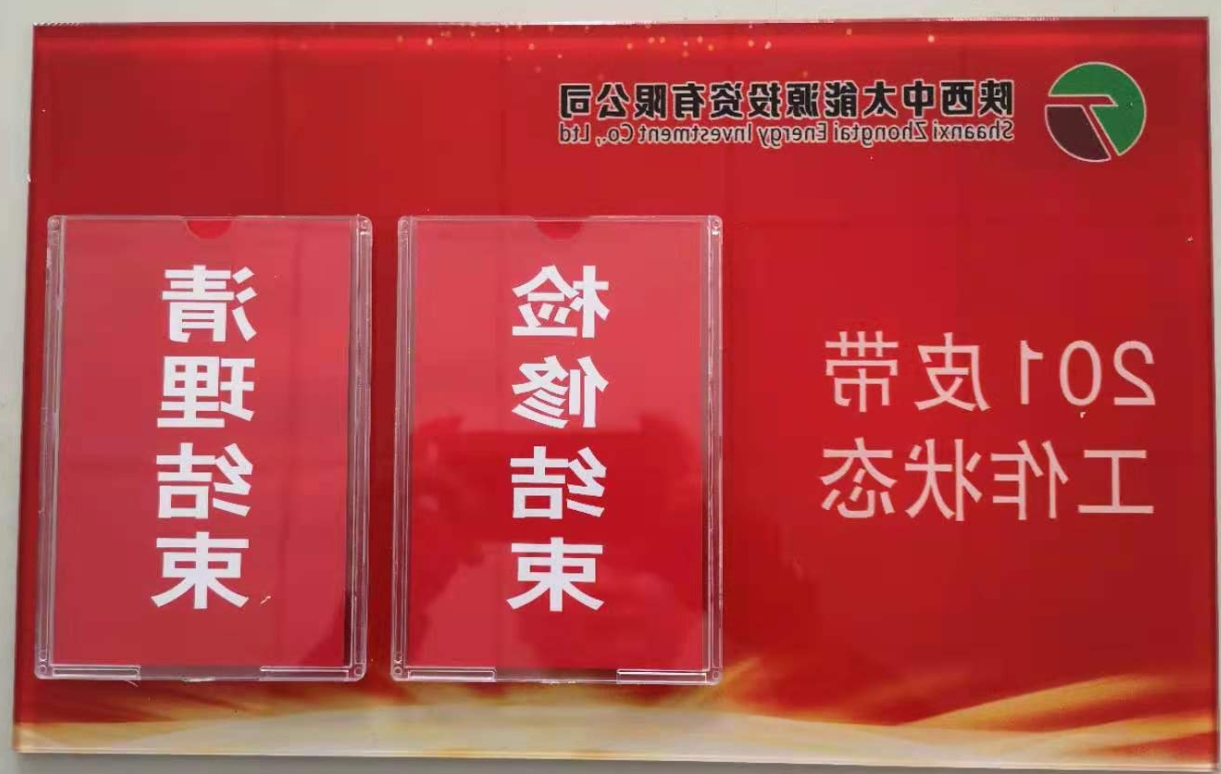 陕西中太能源投资有限公司
Shaanxi Zhongtai Energy Investment Co., Ltd
201皮带
工作状态
检修结束
清理结束